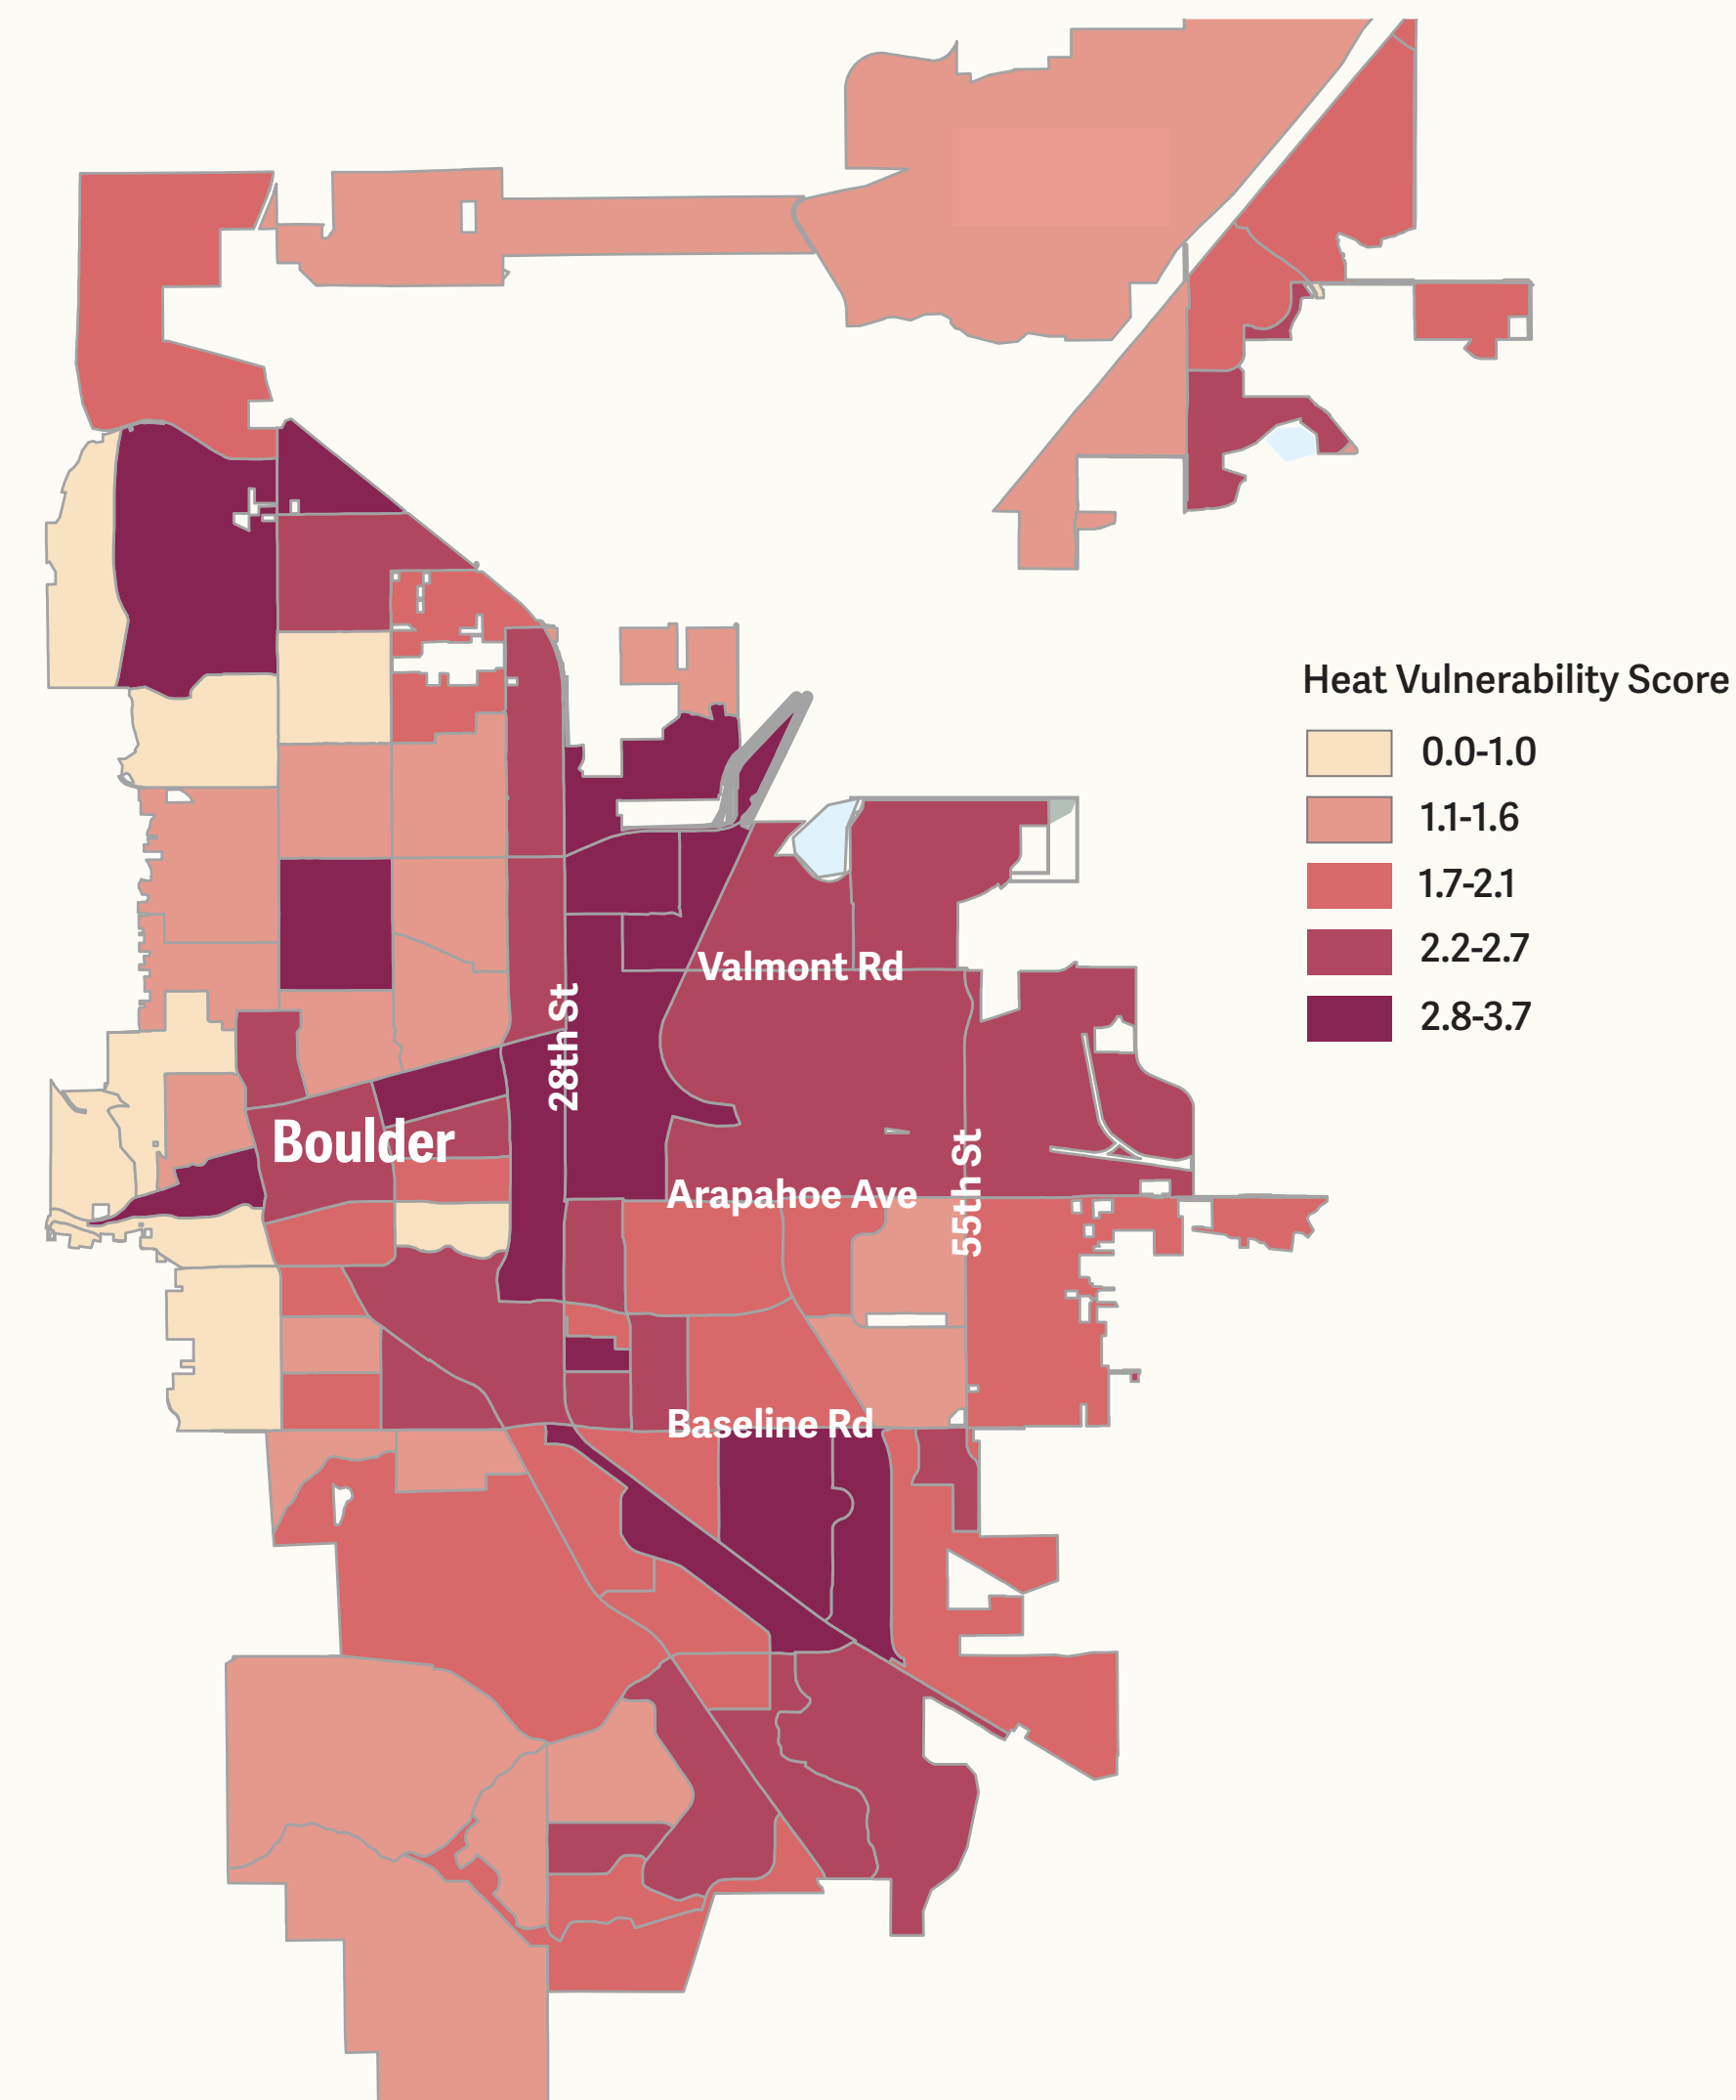 Heat Vulnerability Score
0.0-1.0
1.1-1.6
1.7-2.1
2.2-2.7
2.8-3.7
Valmont Rd
28th St
Boulder
Arapahoe Ave
55th St
Baseline Rd